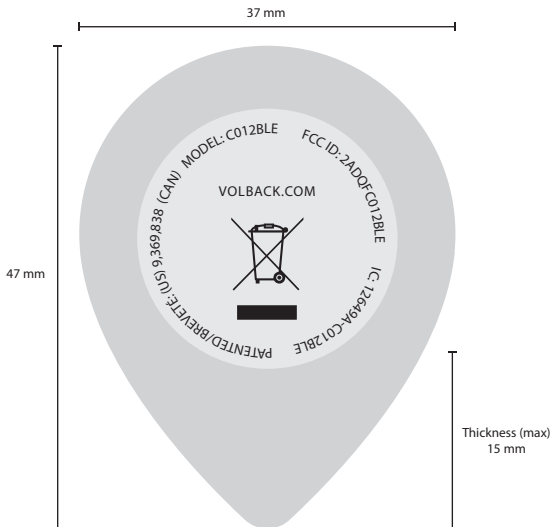 37 mm
47 mm
MODEL: C012BLE
FCC ID: 2ADQFC012BLE
IC: 12649A-C012BLE
PATENTED/BREVETÉ: (US) 9,369,838 (CAN)
VOLBACK.COM
Thickness (max)
15 mm